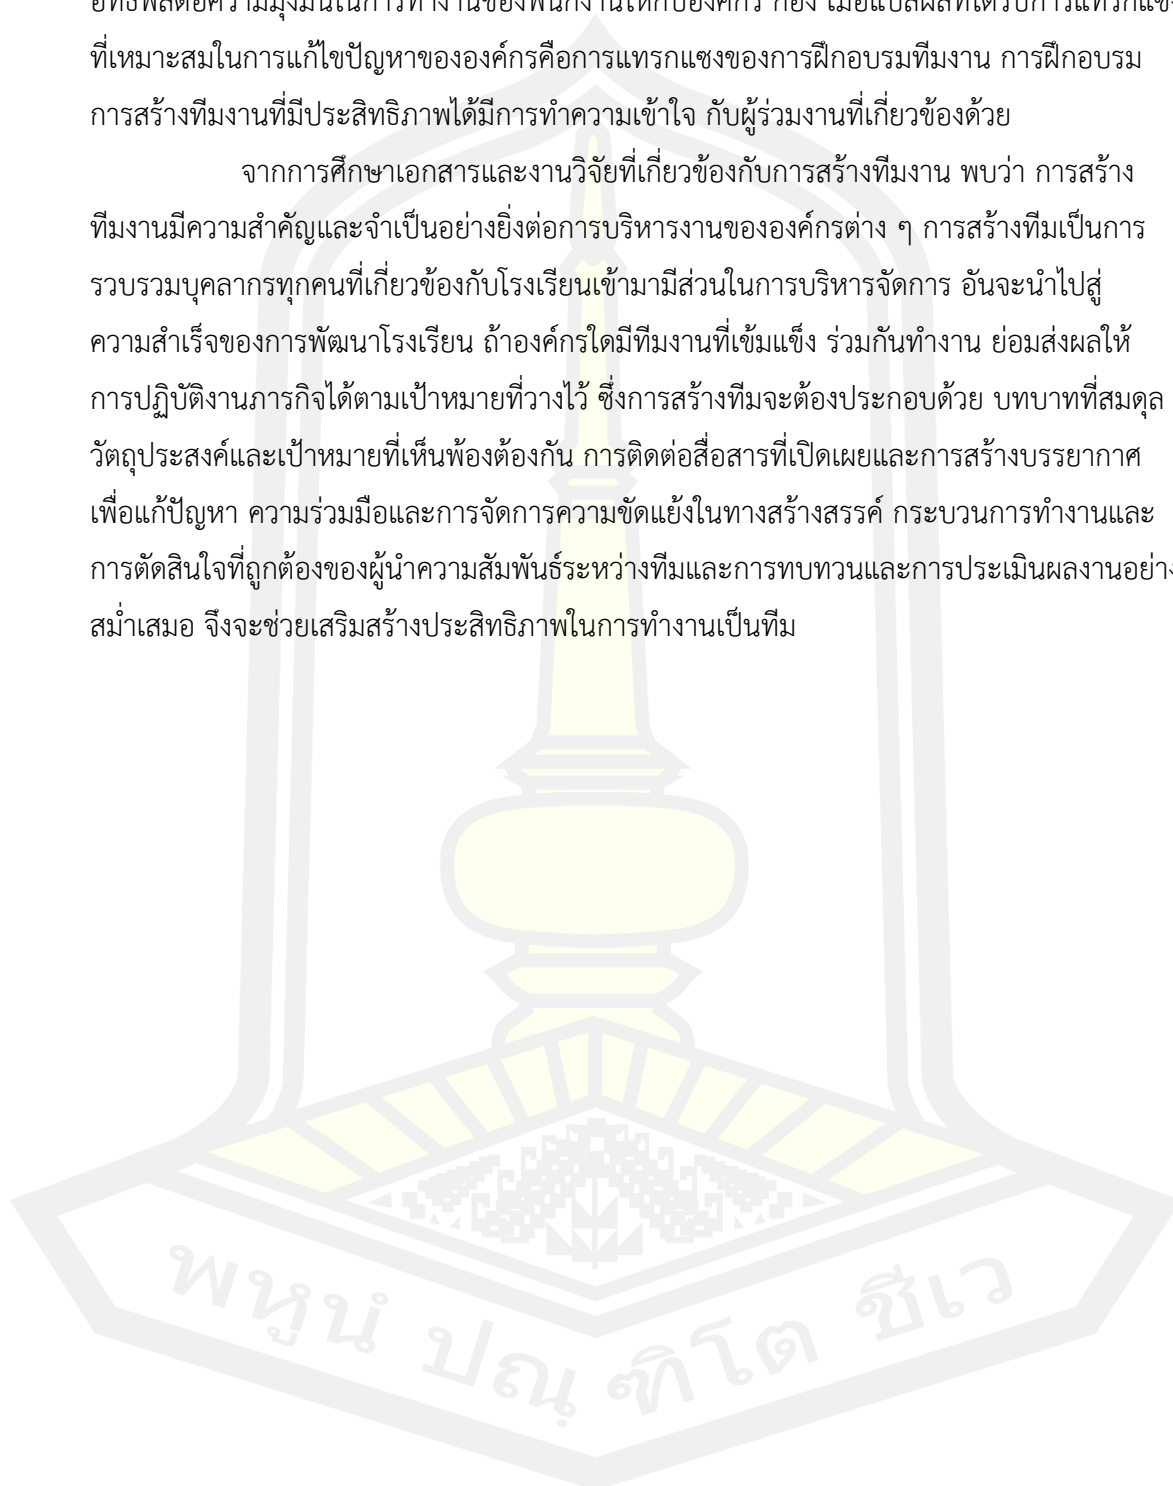 ที่เหมาะสมในการแก้ไขปัญหาขององค์กรคือการแทรกแซงของการฝึกอบรมทีมงาน การฝึกอบรม
การสร้างทีมงานที่มีประสิทธิภาพได้มีการทำความเข้าใจ กับผู้ร่วมงานที่เกี่ยวข้องด้วย
จากการศึกษาเอกสารและงานวิจัยที่เกี่ยวข้องกับการสร้างทีมงาน พบว่า การสร้าง
ทีมงานมีความสำคัญและจำเป็นอย่างยิ่งต่อการบริหารงานขององค์กรต่าง ๆ การสร้างทีมเป็นการ
รวบรวมบุคลากรทุกคนที่เกี่ยวข้องกับโรงเรียนเข้ามามีส่วนในการบริหารจัดการ อันจะนำไปสู่
ความสำเร็จของการพัฒนาโรงเรียน ถ้าองค์กรใดมีทีมงานที่เข้มแข็ง ร่วมกันทำงาน ย่อมส่งผลให้
การปฏิบัติงานภารกิจได้ตามเป้าหมายที่วางไว้ ซึ่งการสร้างทีมจะต้องประกอบด้วย บทบาทที่สมดุล
วัตถุประสงค์และเป้าหมายที่เห็นพ้องต้องกัน การติดต่อสื่อสารที่เปิดเผยและการสร้างบรรยากาศ
เพื่อแก้ปัญหา ความร่วมมือและการจัดการความขัดแย้งในทางสร้างสรรค์ กระบวนการทำงานและ
การตัดสินใจที่ถูกต้องของผู้นำความสัมพันธ์ระหว่างทีมและการทบทวนและการประเมินผลงานอย่าง
สม่ำเสมอ จึงจะช่วยเสริมสร้างประสิทธิภาพในการทำงานเป็นทีม
พหูนํ ปณฺฑิโต ชีเว